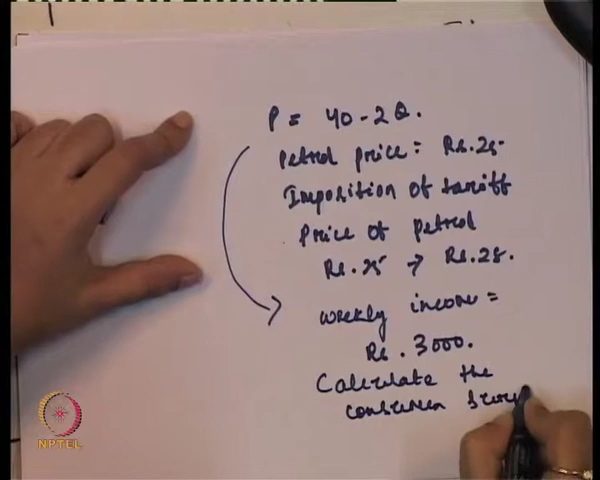 P = 40 - 2Q.
Petrol price = Rs. 25
Imposition of tariff
Price of petrol
Rs. 25 → Rs. 28.
weekly income =
Rs. 3000.
Calculate the
consumer
NPTEL